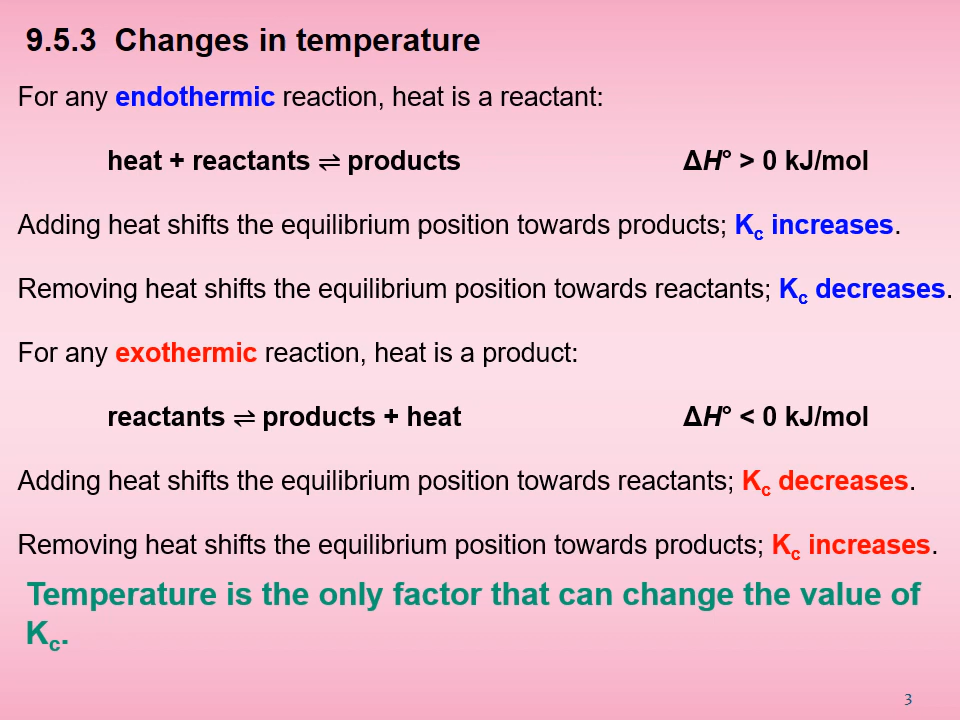 9.5.3 Changes in temperature
For any endothermic reaction, heat is a reactant:
heat + reactants ⇌ products ΔH° > 0 kJ/mol
Adding heat shifts the equilibrium position towards products; Kc increases.
Removing heat shifts the equilibrium position towards reactants; Kc decreases.
For any exothermic reaction, heat is a product:
reactants ⇌ products + heat ΔH° < 0 kJ/mol
Adding heat shifts the equilibrium position towards reactants; Kc decreases.
Removing heat shifts the equilibrium position towards products; Kc increases.
Temperature is the only factor that can change the value of
Kc.
3